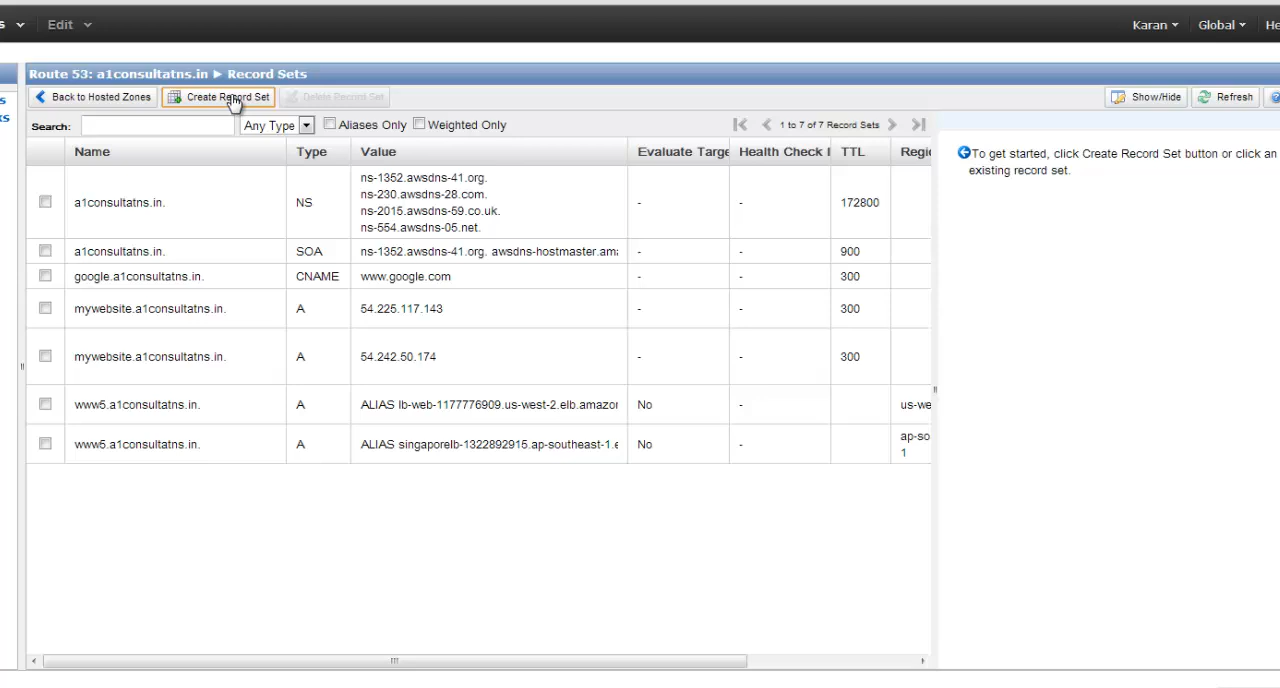 s Edit Karan Global He
Route 53: a1consultatns.in ▶ Record Sets
s
ks
Back to Hosted Zones Create Record Set Delete Record Set Show/Hide Refresh
Search: Any Type Aliases Only Weighted Only 1 to 7 of 7 Record Sets
Name Type Value Evaluate Targe Health Check I TTL Regi
a1consultatns.in. NS ns-1352.awsdns-41.org. - - 172800
ns-230.awsdns-28.com.
ns-2015.awsdns-59.co.uk.
ns-554.awsdns-05.net.
a1consultatns.in. SOA ns-1352.awsdns-41.org. awsdns-hostmaster.ama - - 900
google.a1consultatns.in. CNAME www.google.com - - 300
mywebsite.a1consultatns.in. A 54.225.117.143 - - 300
mywebsite.a1consultatns.in. A 54.242.50.174 - - 300
www5.a1consultatns.in. A ALIAS lb-web-1177776909.us-west-2.elb.amazor No - us-we
www5.a1consultatns.in. A ALIAS singaporelb-1322892915.ap-southeast-1.e No - ap-so
1
To get started, click Create Record Set button or click an
existing record set.